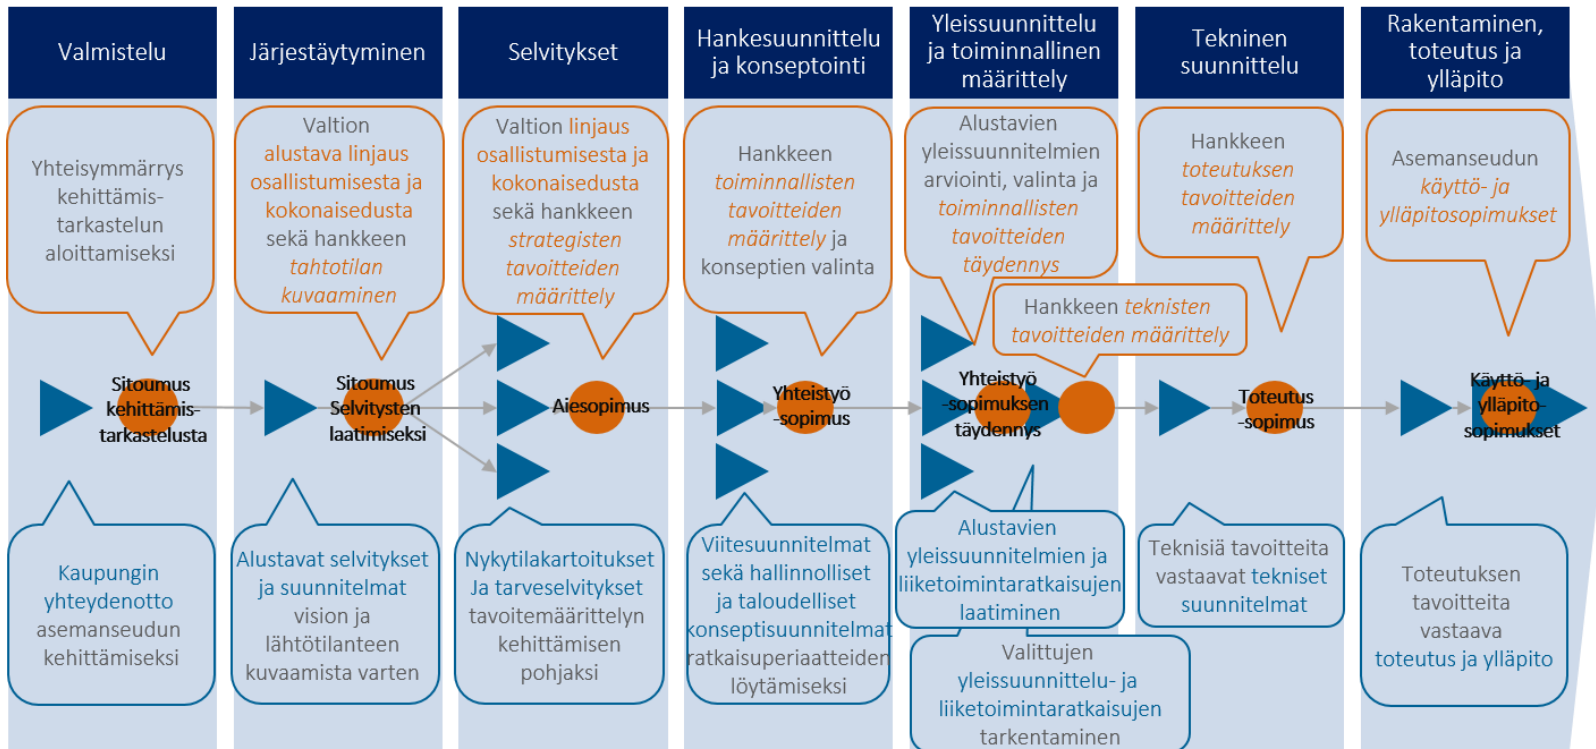 Valmistelu
Järjestäytyminen
Selvitykset
Hankesuunnittelu
ja konseptointi
Yleissuunnittelu
ja toiminnallinen
määrittely
Tekninen
suunnittelu
Rakentaminen,
toteutus ja
ylläpito
Yhteisymmärrys
kehittämis-
tarkastelun
aloittamiseksi
Valtion
alustava linjaus
osallistumisesta ja
kokonaisedusta
sekä hankkeen
tahtotilan
kuvaaminen
Valtion linjaus
osallistumisesta ja
kokonaisedusta
sekä hankkeen
strategisten
tavoitteiden
määrittely
Hankkeen
toiminnallisten
tavoitteiden
määrittely ja
konseptien valinta
Alustavien
yleissuunnitelmien
arviointi, valinta ja
toiminnallisten
tavoitteiden
täydennys
Hankkeen teknisten
tavoitteiden määrittely
Hankkeen
toteutuksen
tavoitteiden
määrittely
Asemanseudun
käyttö- ja
ylläpitosopimukset
Sitoumus
kehittämis-
tarkastelusta
Sitoumus
Selvitysten
laatimiseksi
Aiesopimus
Yhteistyö
-sopimus
Yhteistyö
-sopimuksen
täydennys
Toteutus
-sopimus
Käyttö- ja
ylläpito-
sopimukset
Kaupungin
yhteydenotto
asemanseudun
kehittämiseksi
Alustavat selvitykset
ja suunnitelmat
vision ja
lähtötilanteen
kuvaamista varten
Nykytilakartoitukset
Ja tarveselvitykset
tavoitemäärittelyn
kehittämisen
pohjaksi
Viitesuunnitelmat
sekä hallinnolliset
ja taloudelliset
konseptisuunnitelmat
ratkaisuperiaatteiden
löytämiseksi
Alustavien
yleissuunnitelmien ja
liiketoimintaratkaisujen
laatiminen
Valittujen
yleissuunnittelu- ja
liiketoimintaratkaisujen
tarkentaminen
Teknisiä tavoitteita
vastaavat tekniset
suunnitelmat
Toteutuksen
tavoitteita
vastaava
toteutus ja ylläpito